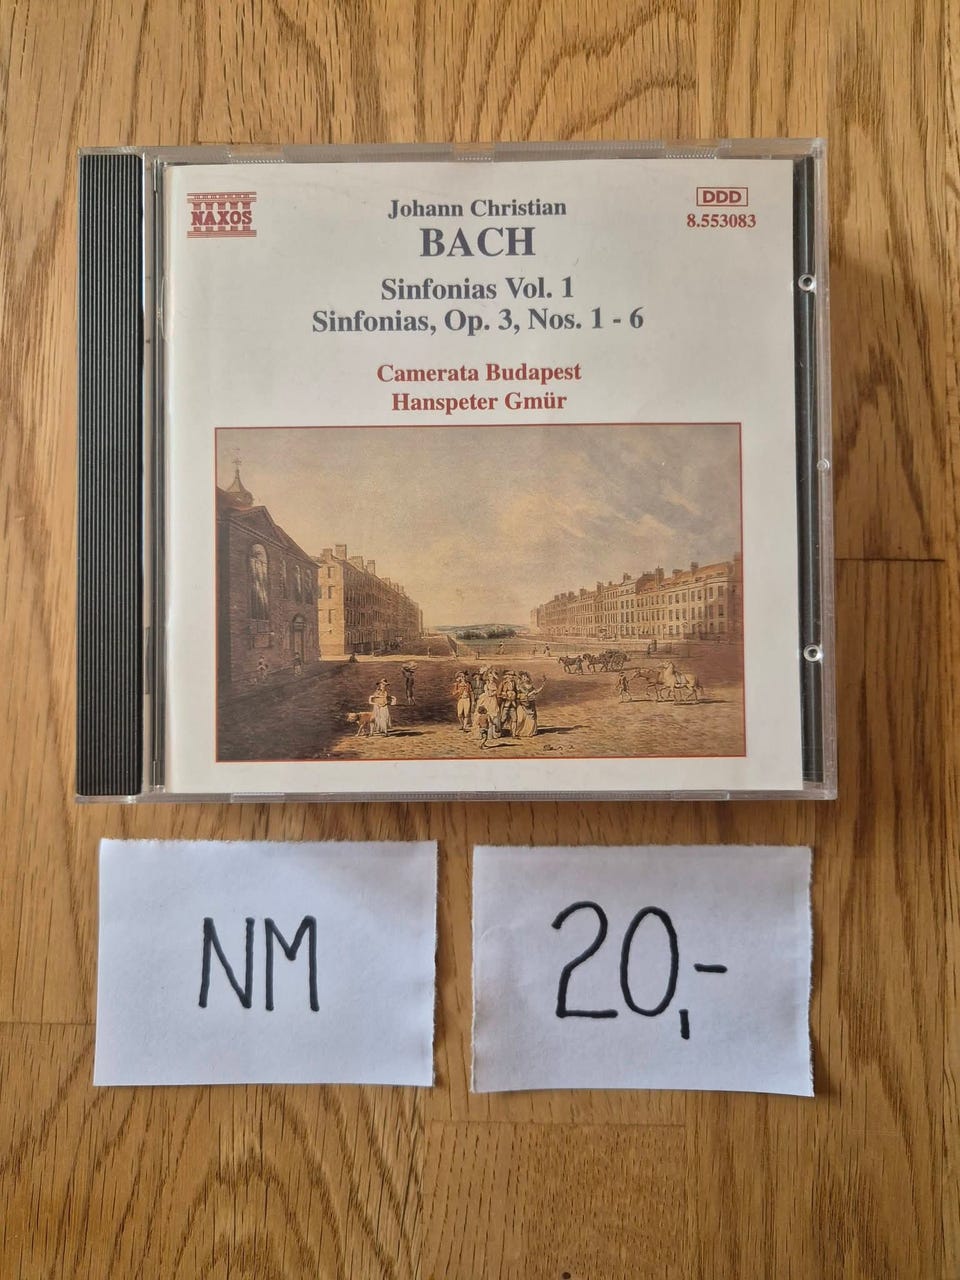 NAXOS
DDD
8.553083
Johann Christian
BACH
Sinfonias Vol. 1
Sinfonias, Op. 3, Nos. 1 - 6
Camerata Budapest
Hanspeter Gmür
NM
20,-